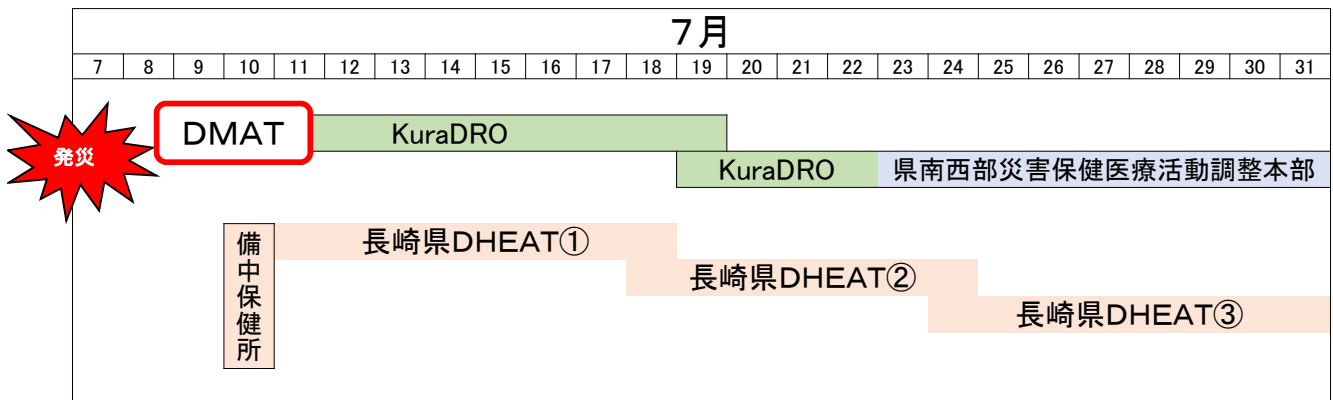 7月
7 8 9 10 11 12 13 14 15 16 17 18 19 20 21 22 23 24 25 26 27 28 29 30 31
発災
DMAT
KuraDRO
KuraDRO
県南西部災害保健医療活動調整本部
備中保健所
長崎県DHEAT①
長崎県DHEAT②
長崎県DHEAT③